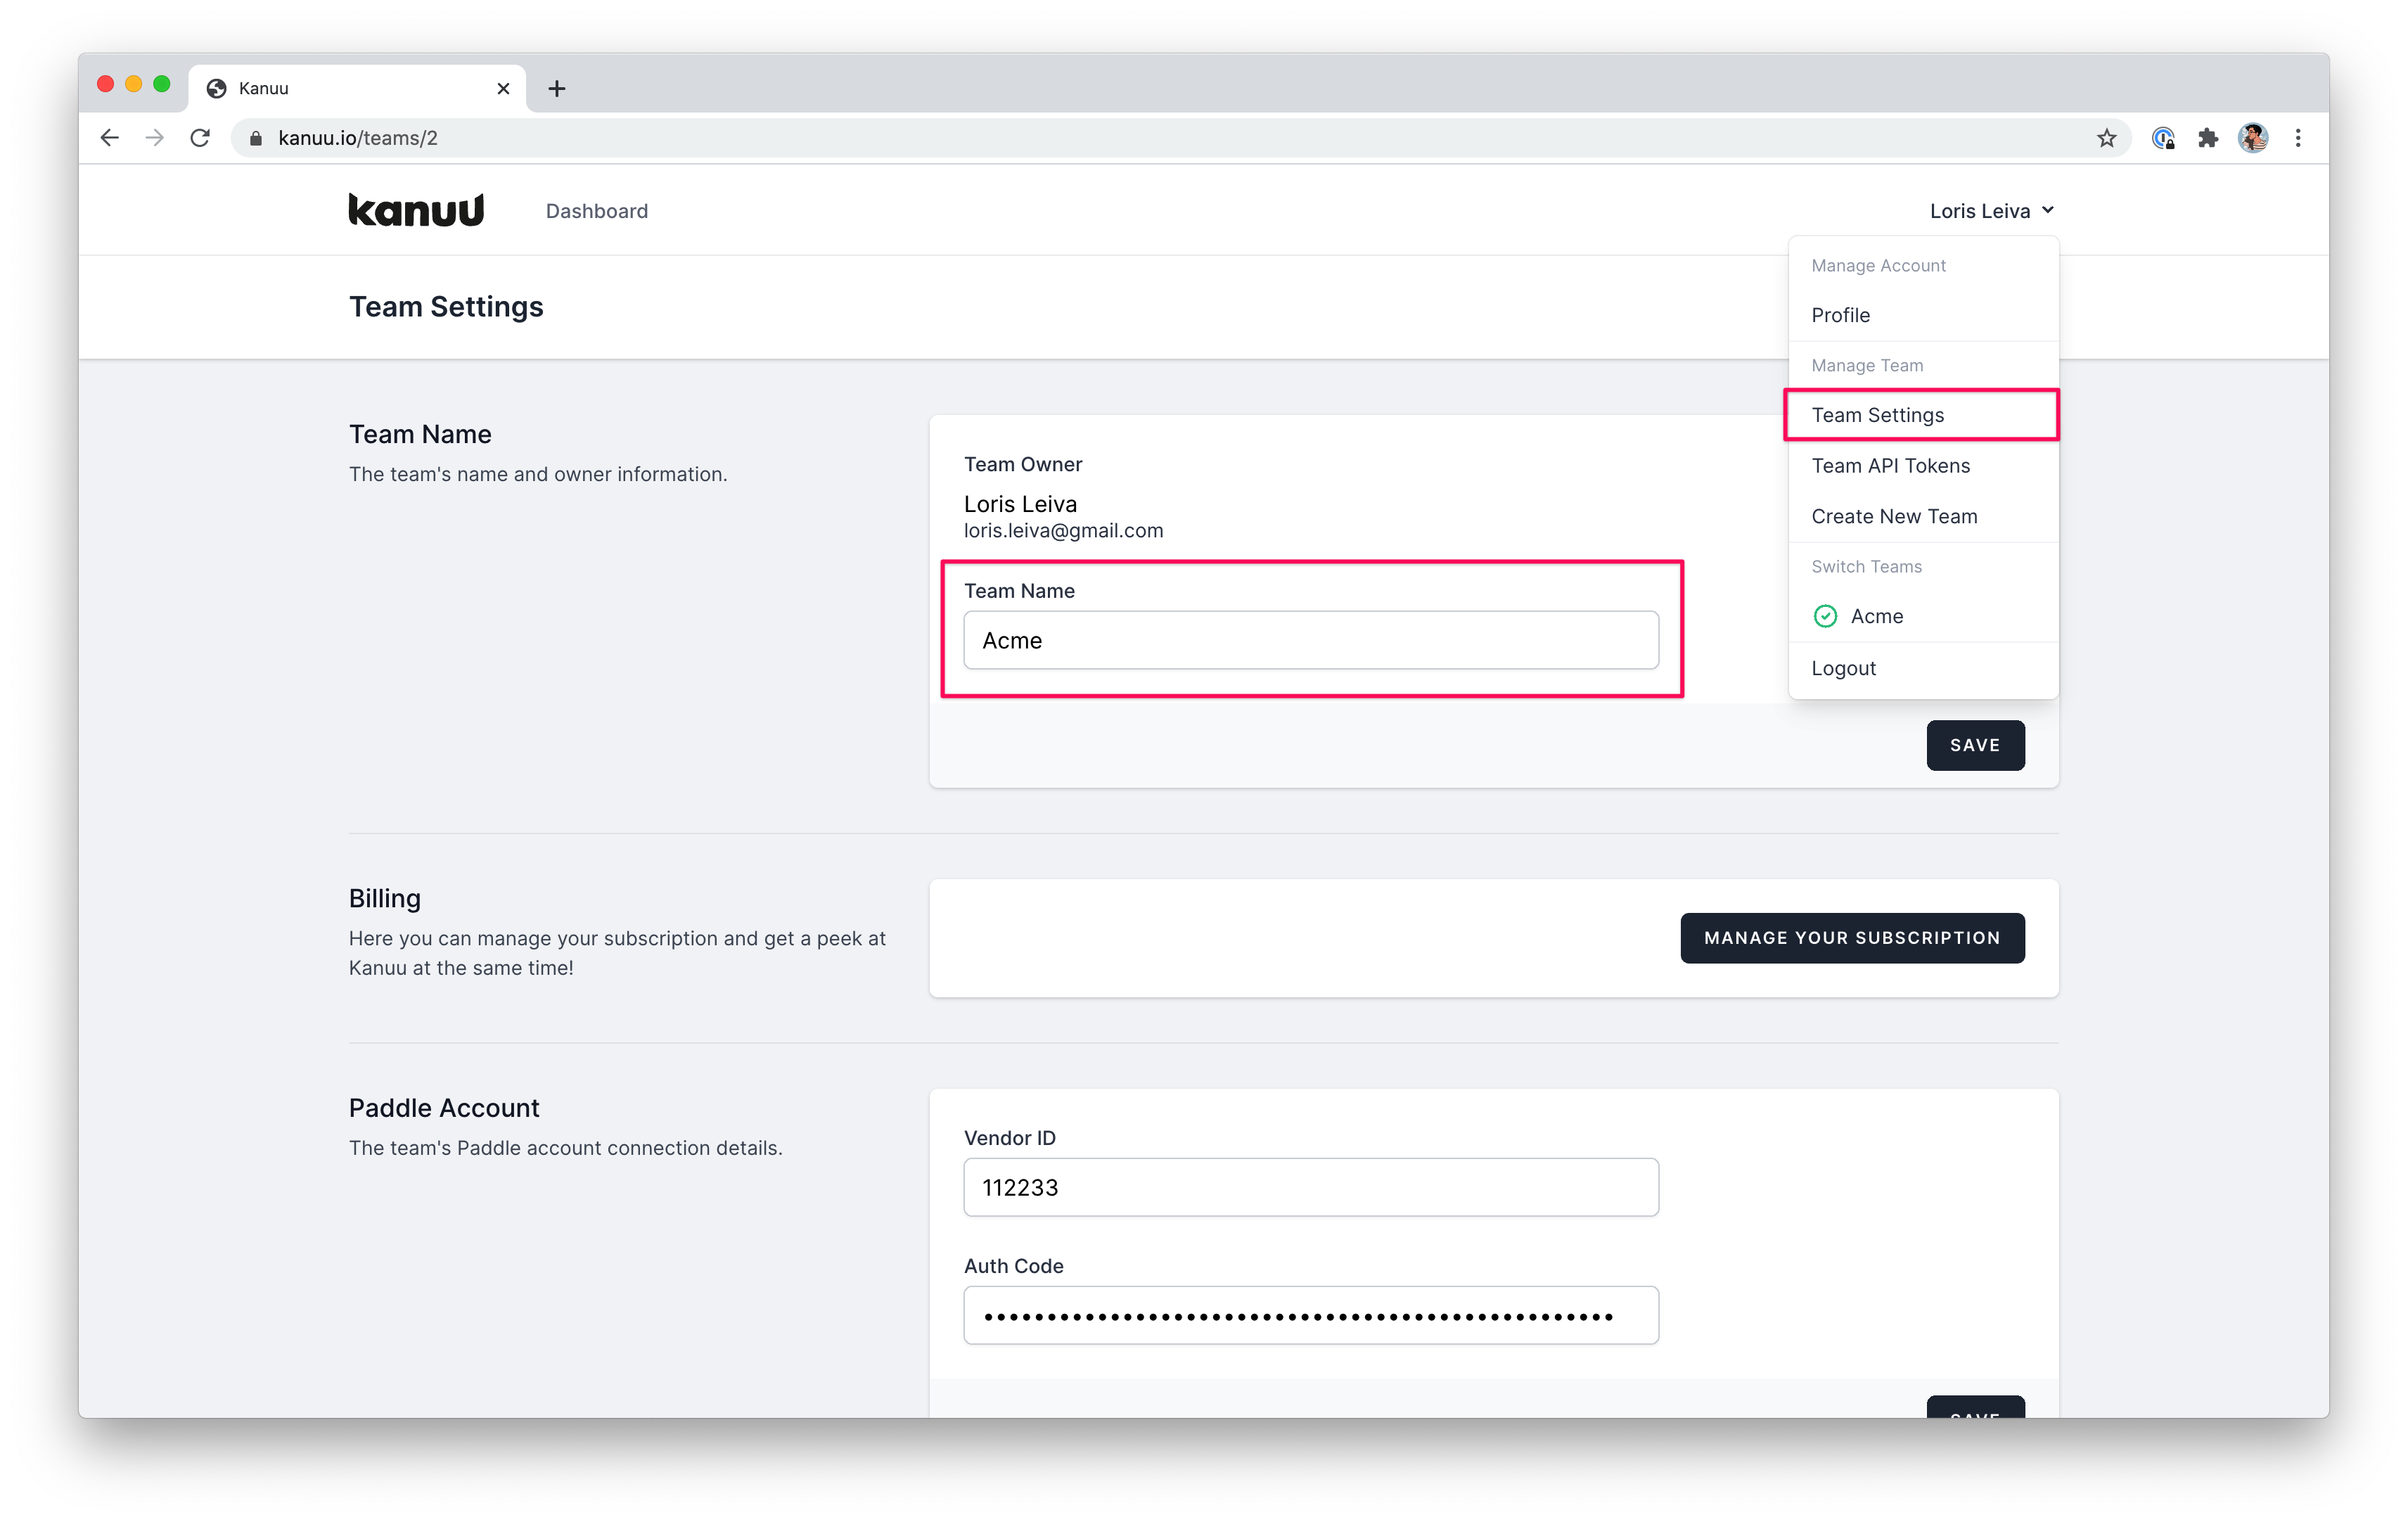 Kanuu
kanuu.io/teams/2
kanuu
Dashboard
Loris Leiva
Manage Account
Profile
Manage Team
Team Settings
Team API Tokens
Create New Team
Switch Teams
Acme
Logout
Team Settings
Team Name
The team's name and owner information.
Team Owner
Loris Leiva
loris.leiva@gmail.com
Team Name
Acme
SAVE
Billing
Here you can manage your subscription and get a peek at
Kanuu at the same time!
MANAGE YOUR SUBSCRIPTION
Paddle Account
The team's Paddle account connection details.
Vendor ID
112233
Auth Code
••••••••••••••••••••••••••••••••••••••••••••••••••
SAVE